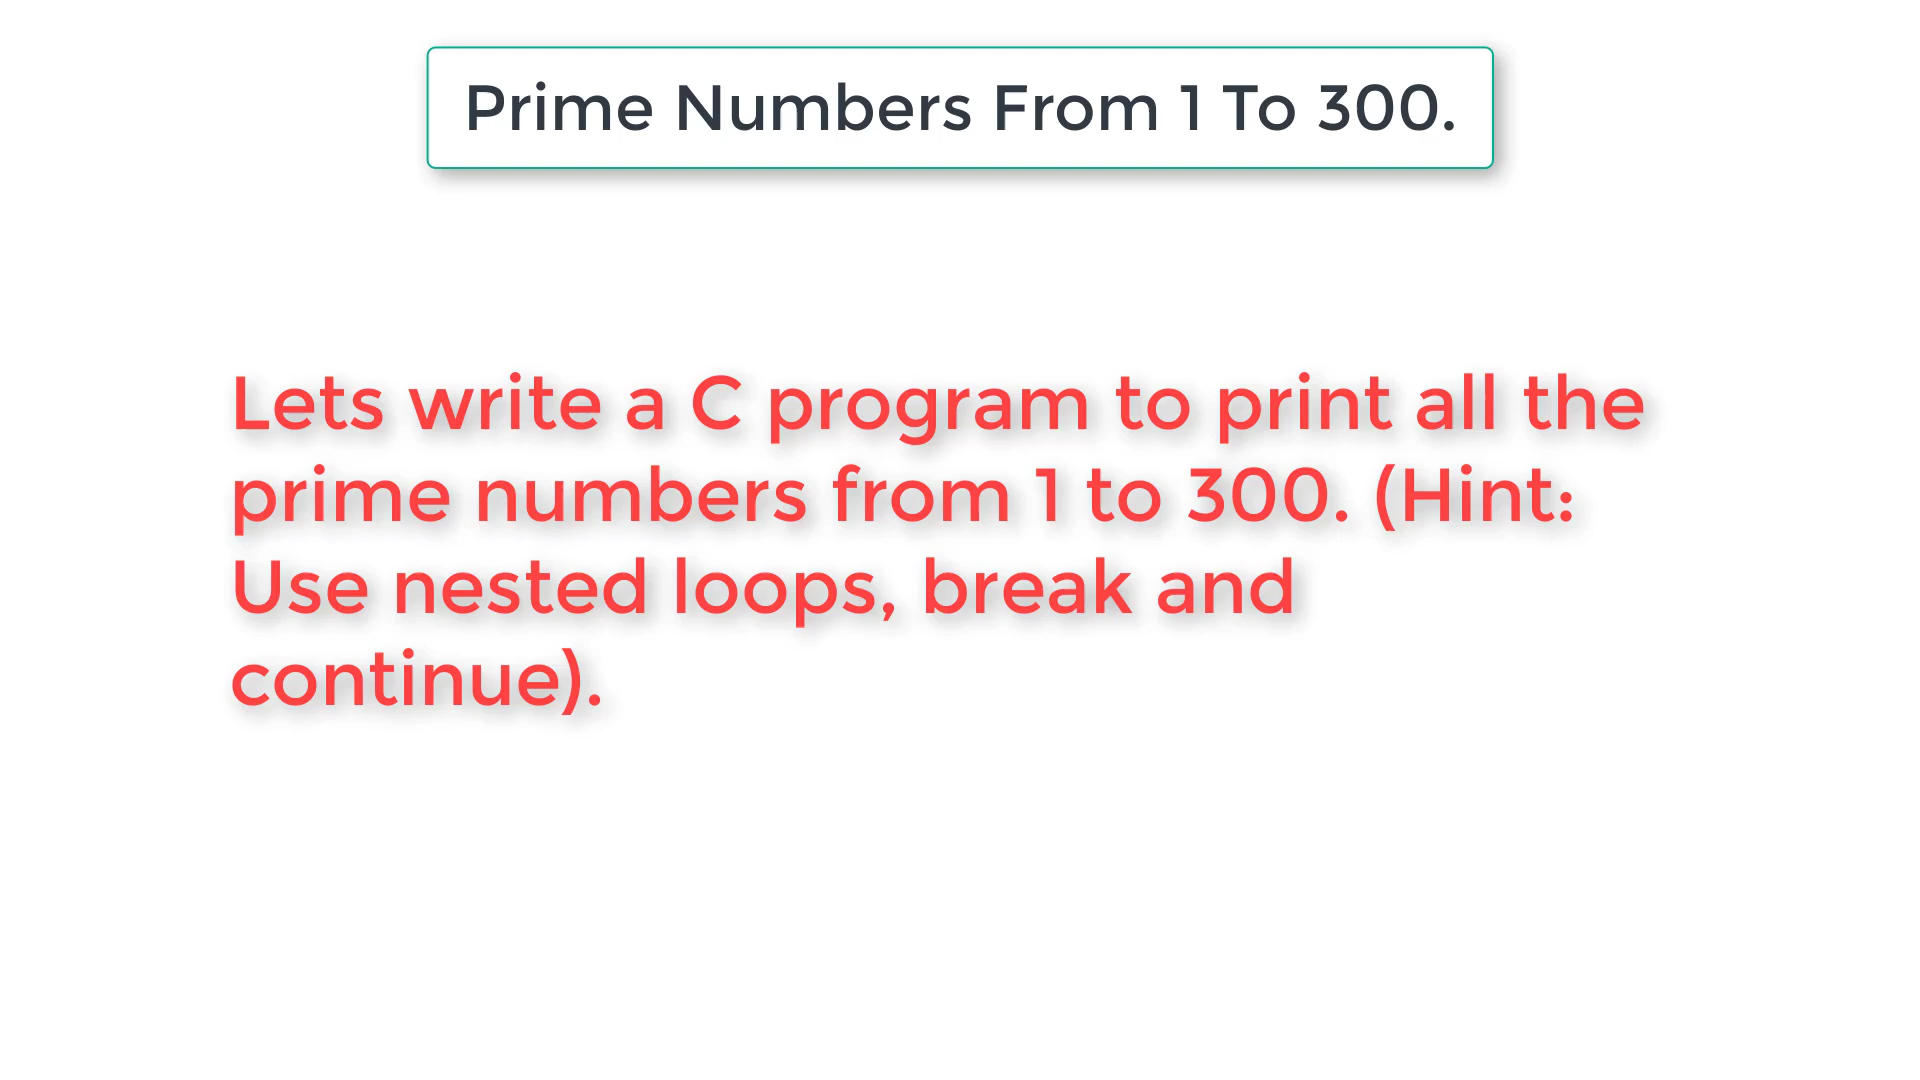 Prime Numbers From 1 To 300.
Lets write a C program to print all the
prime numbers from 1 to 300. (Hint:
Use nested loops, break and
continue).